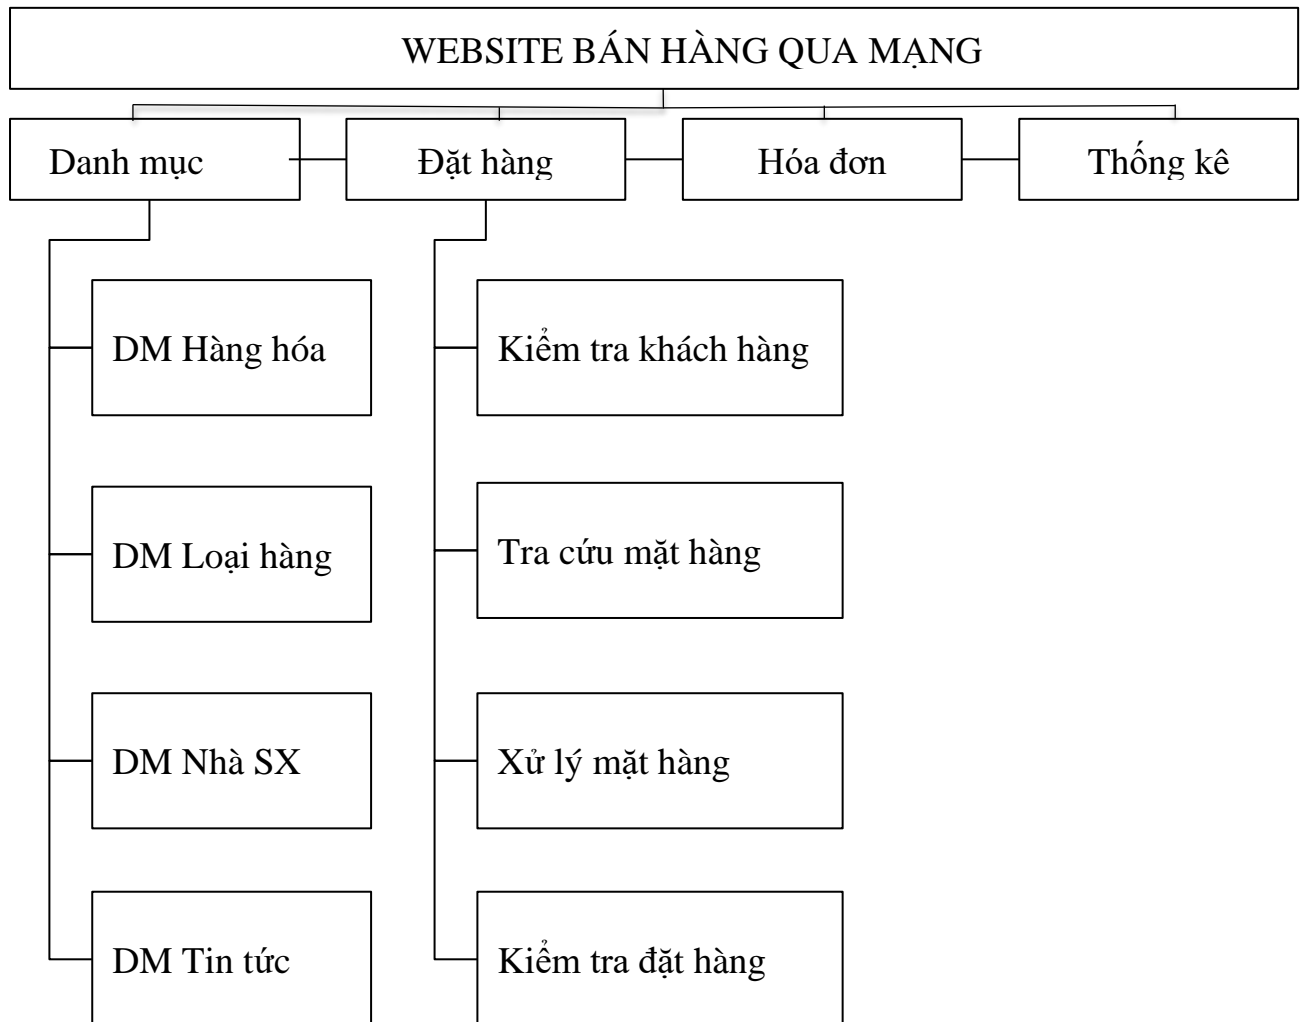 WEBSITE BÁN HÀNG QUA MẠNG
Danh mục
Đặt hàng
Hóa đơn
Thống kê
DM Hàng hóa
Kiểm tra khách hàng
DM Loại hàng
Tra cứu mặt hàng
DM Nhà SX
Xử lý mặt hàng
DM Tin tức
Kiểm tra đặt hàng